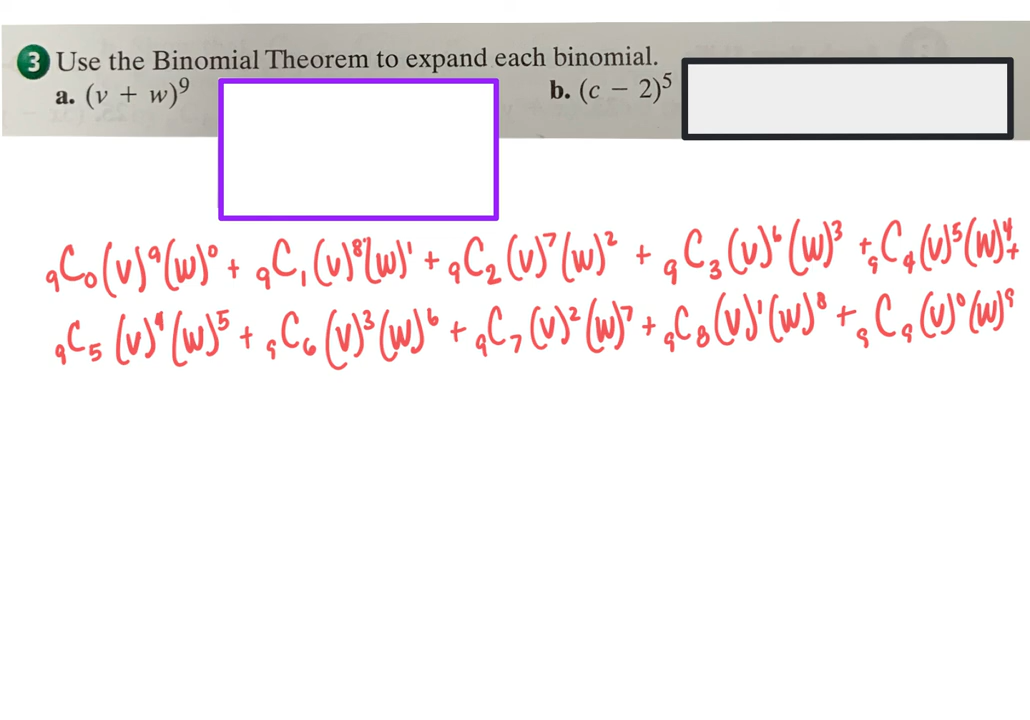 3 Use the Binomial Theorem to expand each binomial.
a. (v + w)⁹ b. (c − 2)⁵
₉C₀(v)⁹(w)⁰ + ₉C₁(v)⁸(w)¹ + ₉C₂(v)⁷(w)² + ₉C₃(v)⁶(w)³ + ₉C₄(v)⁵(w)⁴ +
₉C₅(v)⁴(w)⁵ + ₉C₆(v)³(w)⁶ + ₉C₇(v)²(w)⁷ + ₉C₈(v)¹(w)⁸ + ₉C₉(v)⁰(w)⁹